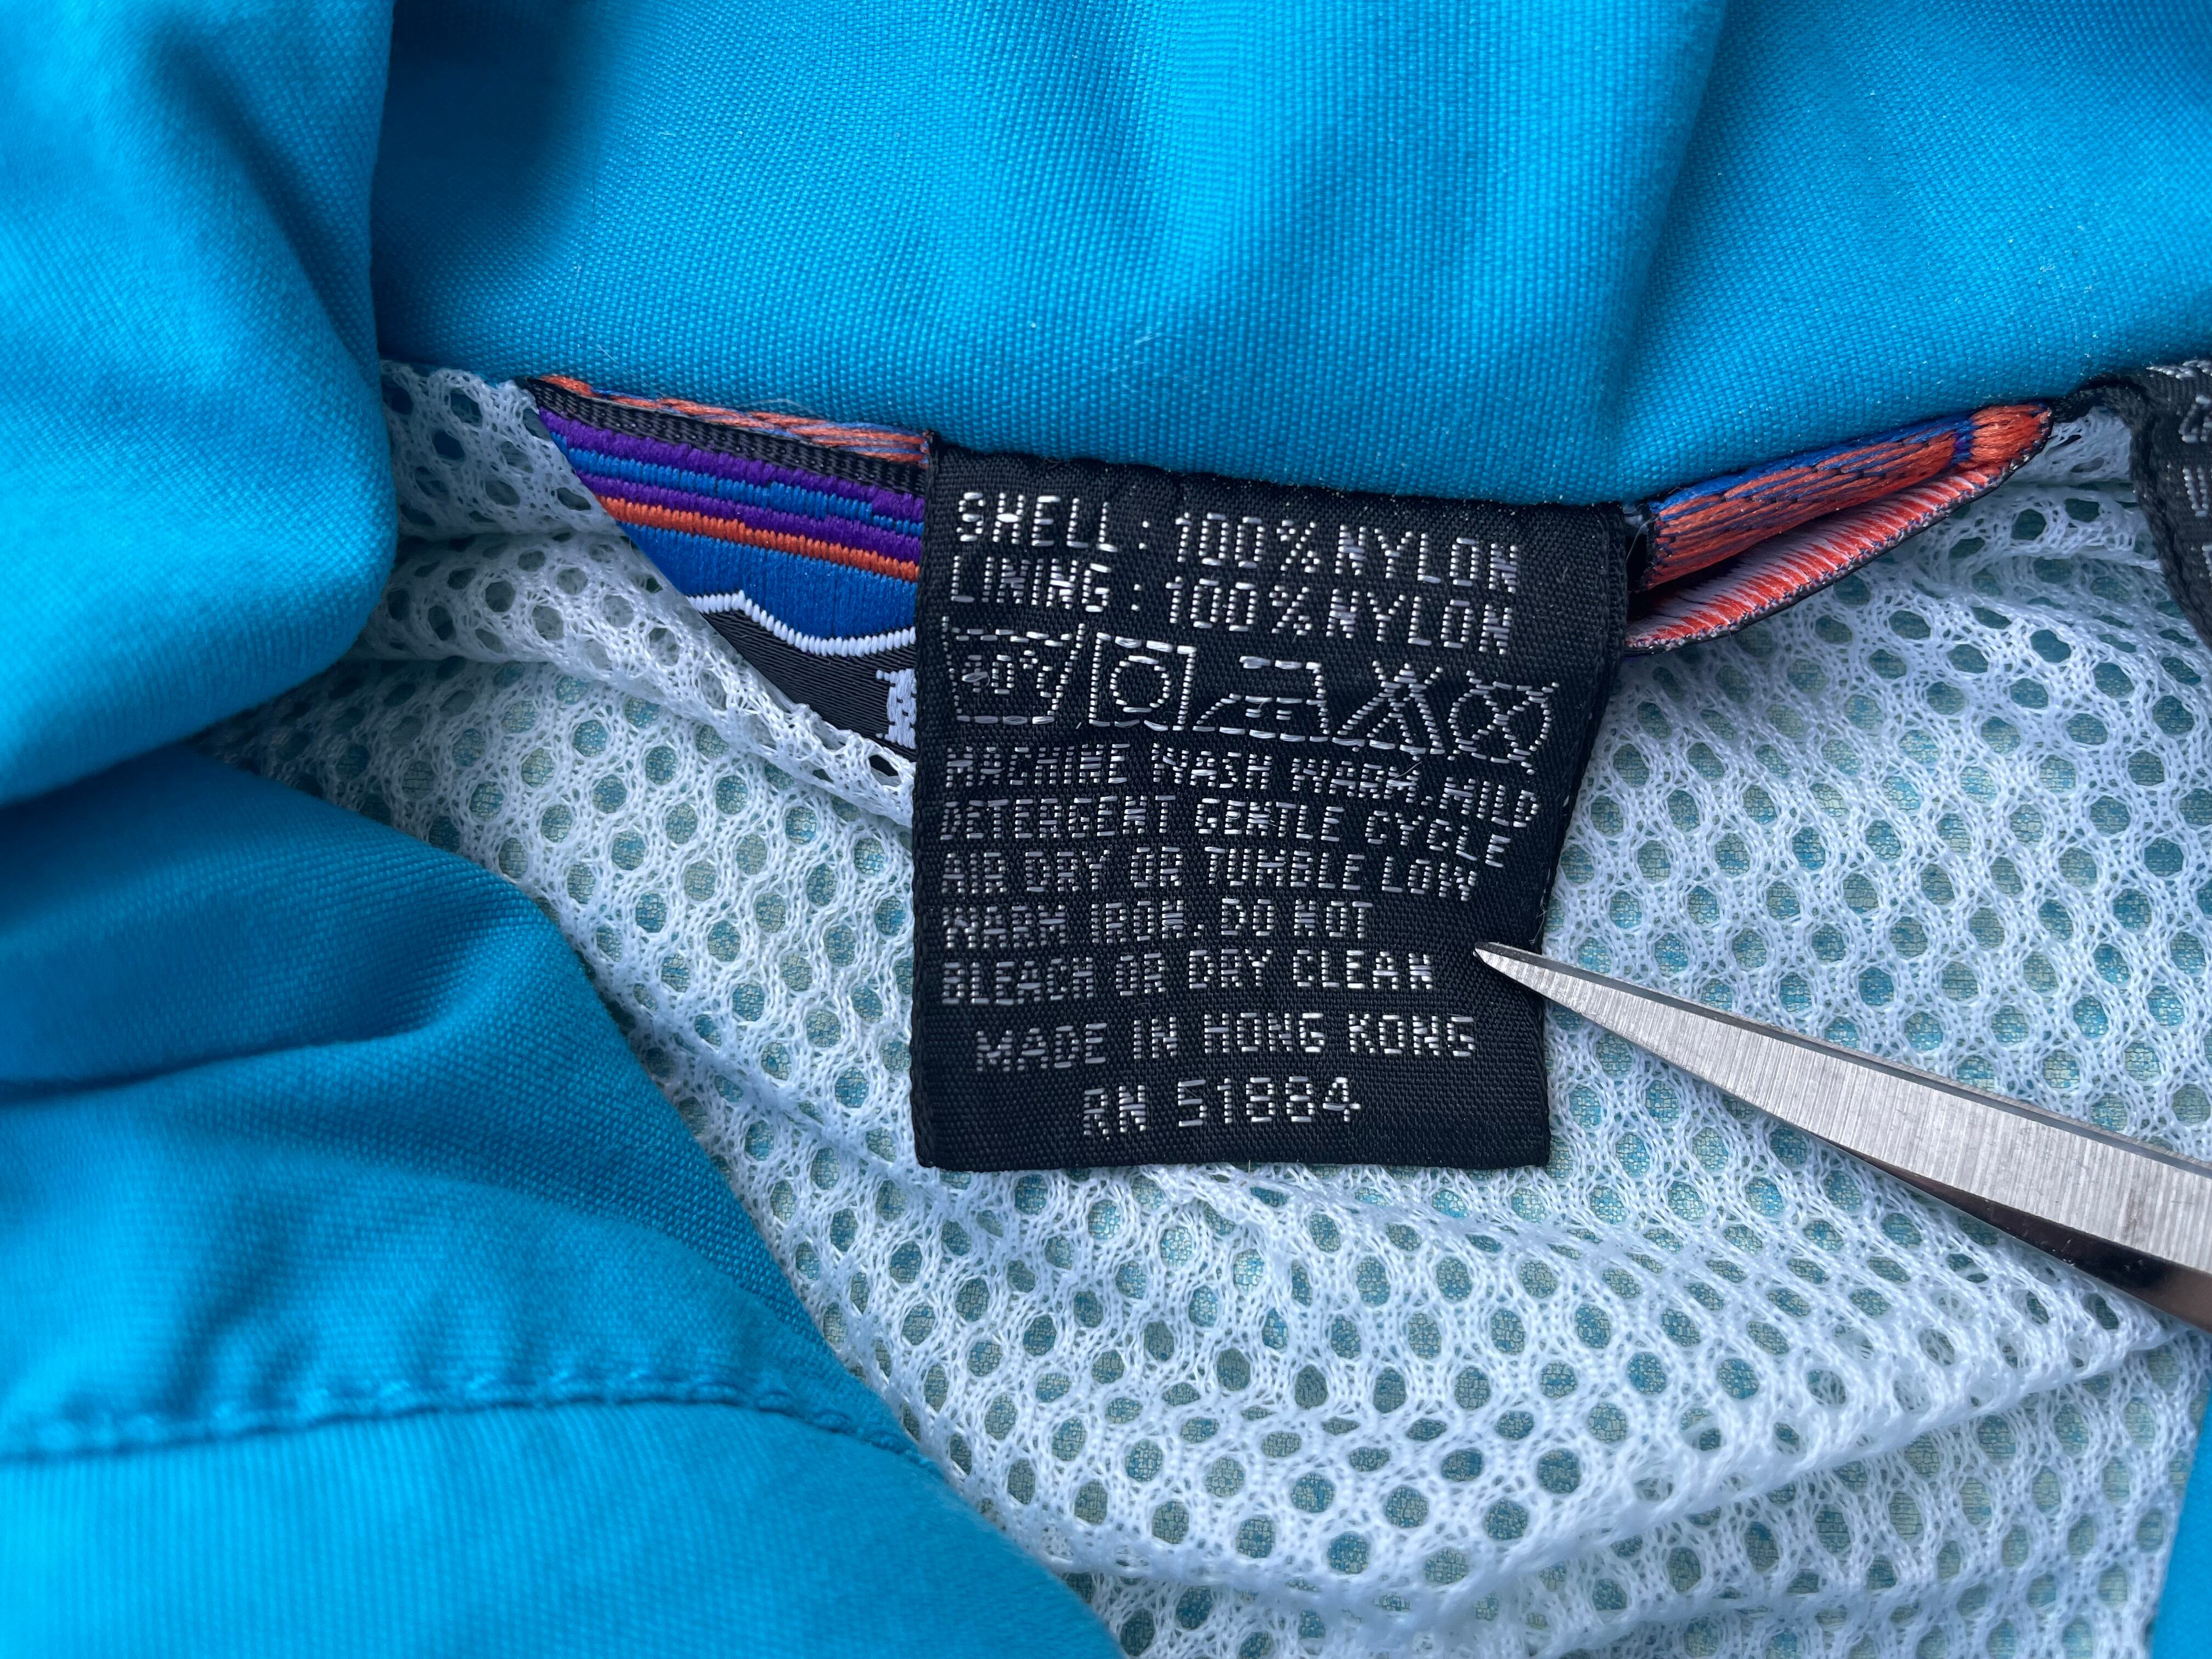 SHELL : 100% NYLON
LINING : 100% NYLON
40°C
MACHINE WASH WARM. MILD
DETERGENT GENTLE CYCLE
AIR DRY OR TUMBLE LOW
WARM IRON. DO NOT
BLEACH OR DRY CLEAN
MADE IN HONG KONG
RN 51884